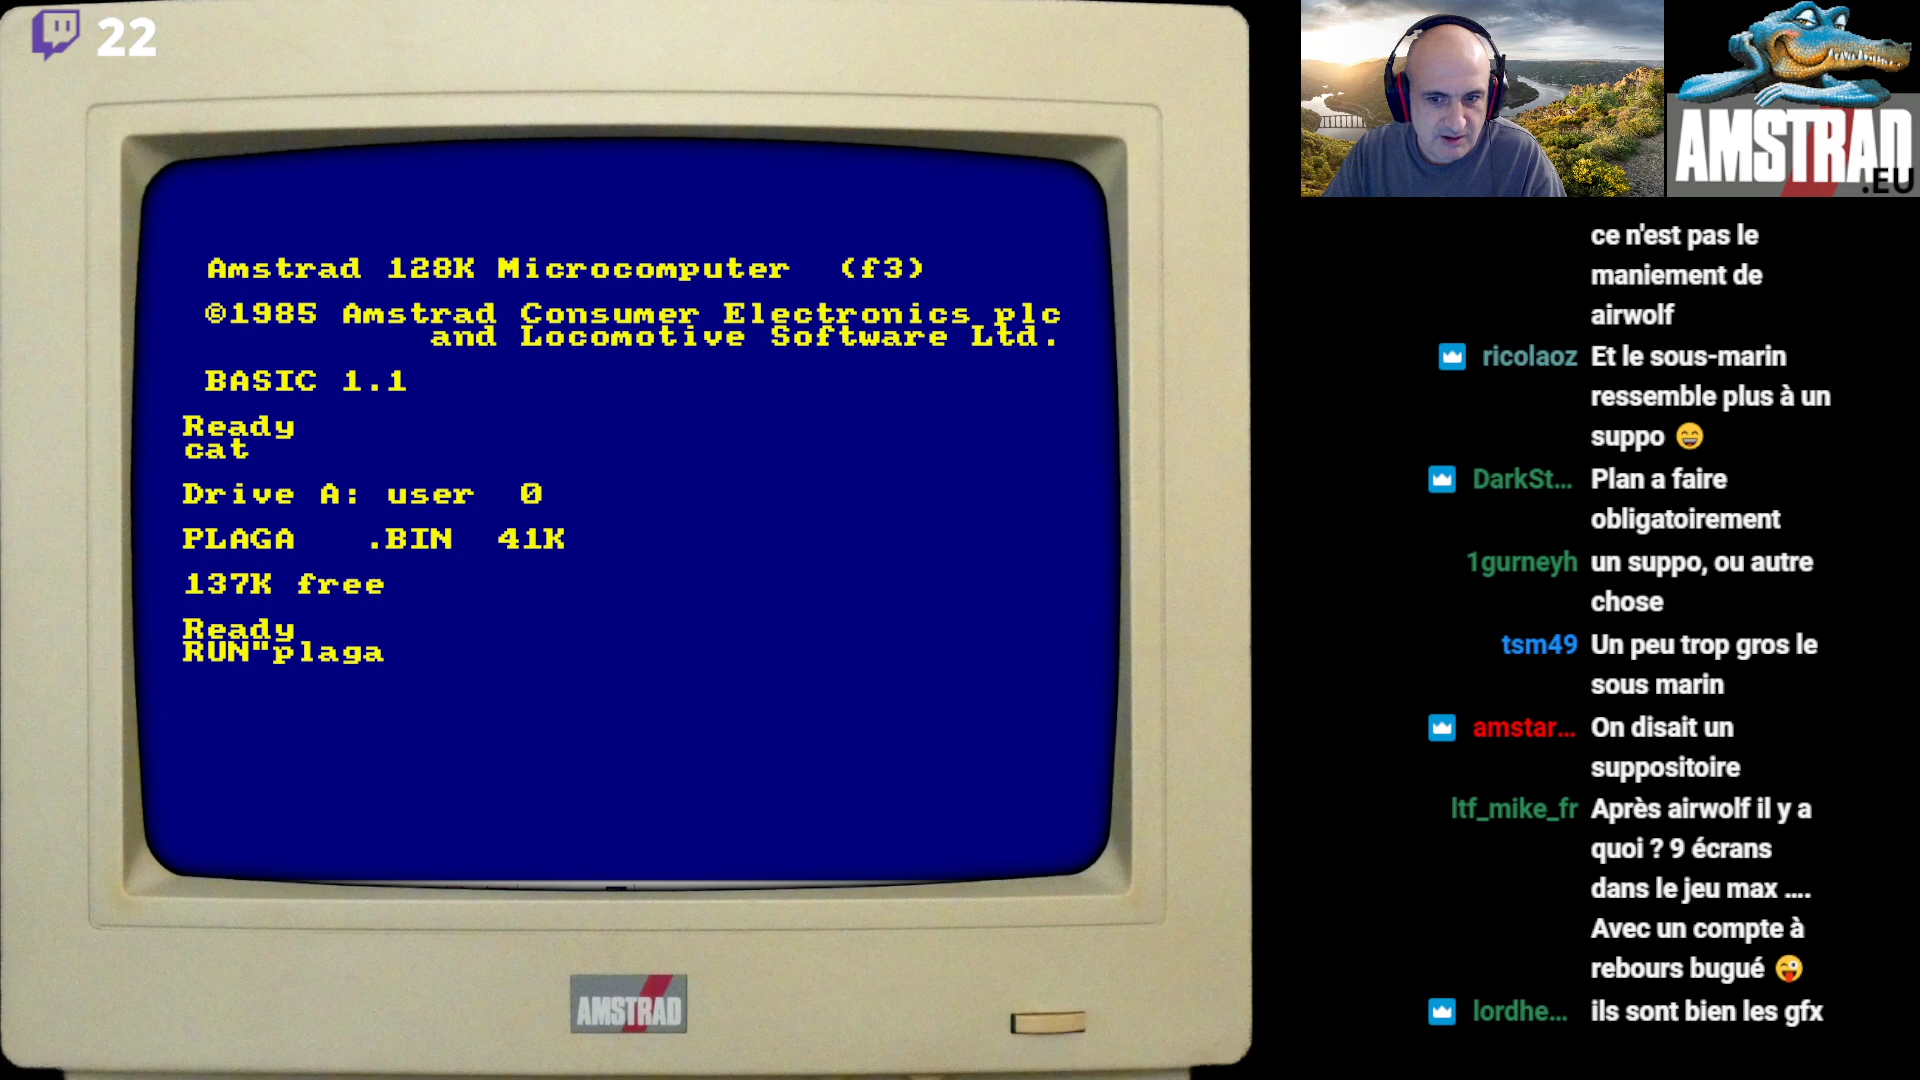 22
Amstrad 128K Microcomputer (f3)
©1985 Amstrad Consumer Electronics plc
and Locomotive Software Ltd.
BASIC 1.1
Ready
cat
Drive A: user 0
PLAGA .BIN 41K
137K free
Ready
RUN"plaga
AMSTRAD
AMSTRAD
.EU
ce n'est pas le
maniement de
airwolf
ricolaoz Et le sous-marin
ressemble plus à un
suppo 😄
DarkSt... Plan a faire
obligatoirement
1gurneyh un suppo, ou autre
chose
tsm49 Un peu trop gros le
sous marin
amstar... On disait un
suppositoire
ltf_mike_fr Après airwolf il y a
quoi ? 9 écrans
dans le jeu max ....
Avec un compte à
rebours bugué 😜
lordhe... ils sont bien les gfx